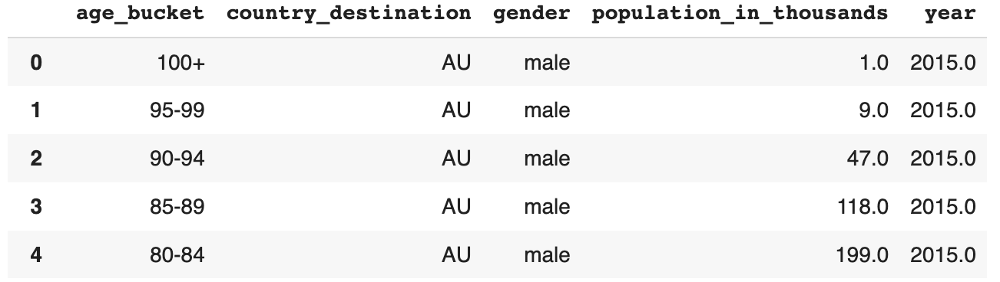 age_bucket country_destination gender population_in_thousands year
0 100+ AU male 1.0 2015.0
1 95-99 AU male 9.0 2015.0
2 90-94 AU male 47.0 2015.0
3 85-89 AU male 118.0 2015.0
4 80-84 AU male 199.0 2015.0